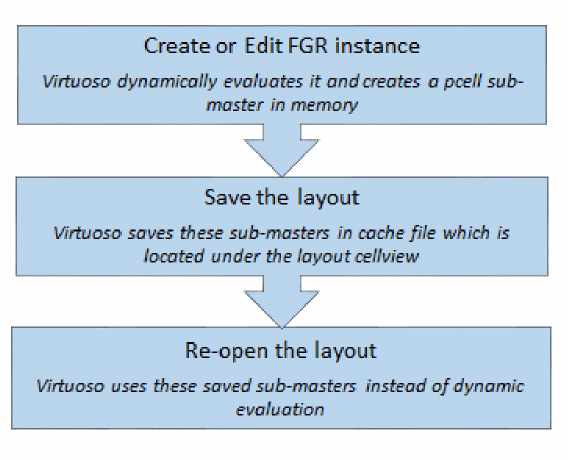 Create or Edit FGR instance
Virtuoso dynamically evaluates it and creates a pcell sub-
master in memory
Save the layout
Virtuoso saves these sub-masters in cache file which is
located under the layout cellview
Re-open the layout
Virtuoso uses these saved sub-masters instead of dynamic
evaluation